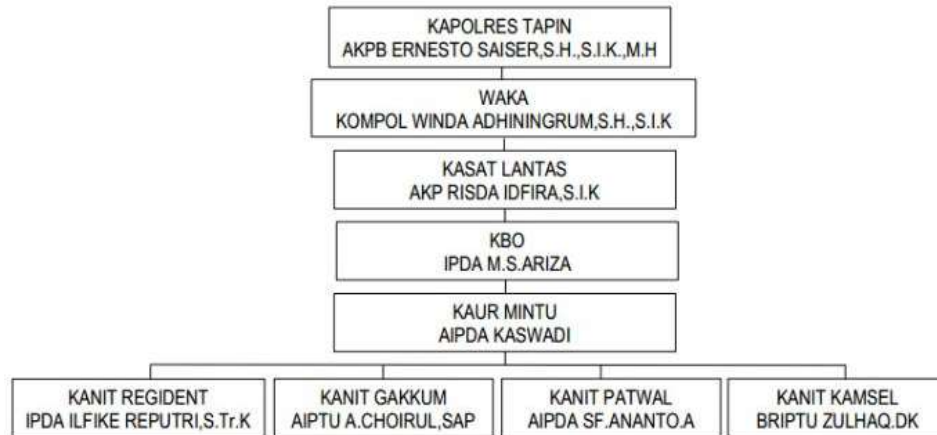 KAPOLRES TAPIN
AKPB ERNESTO SAISER,S.H.,S.I.K.,M.H
WAKA
KOMPOL WINDA ADHININGRUM,S.H.,S.I.K
KASAT LANTAS
AKP RISDA IDFIRA,S.I.K
KBO
IPDA M.S.ARIZA
KAUR MINTU
AIPDA KASWADI
KANIT REGIDENT
IPDA ILFIKE REPUTRI,S.Tr.K
KANIT GAKKUM
AIPTU A.CHOIRUL,SAP
KANIT PATWAL
AIPDA SF.ANANTO.A
KANIT KAMSEL
BRIPTU ZULHAQ.DK